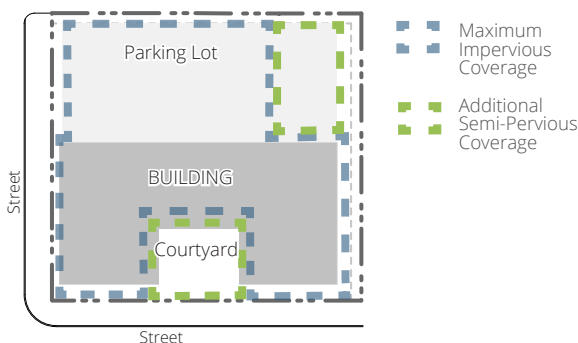 Parking Lot
BUILDING
Courtyard
Street
Street
Maximum
Impervious
Coverage
Additional
Semi-Pervious
Coverage